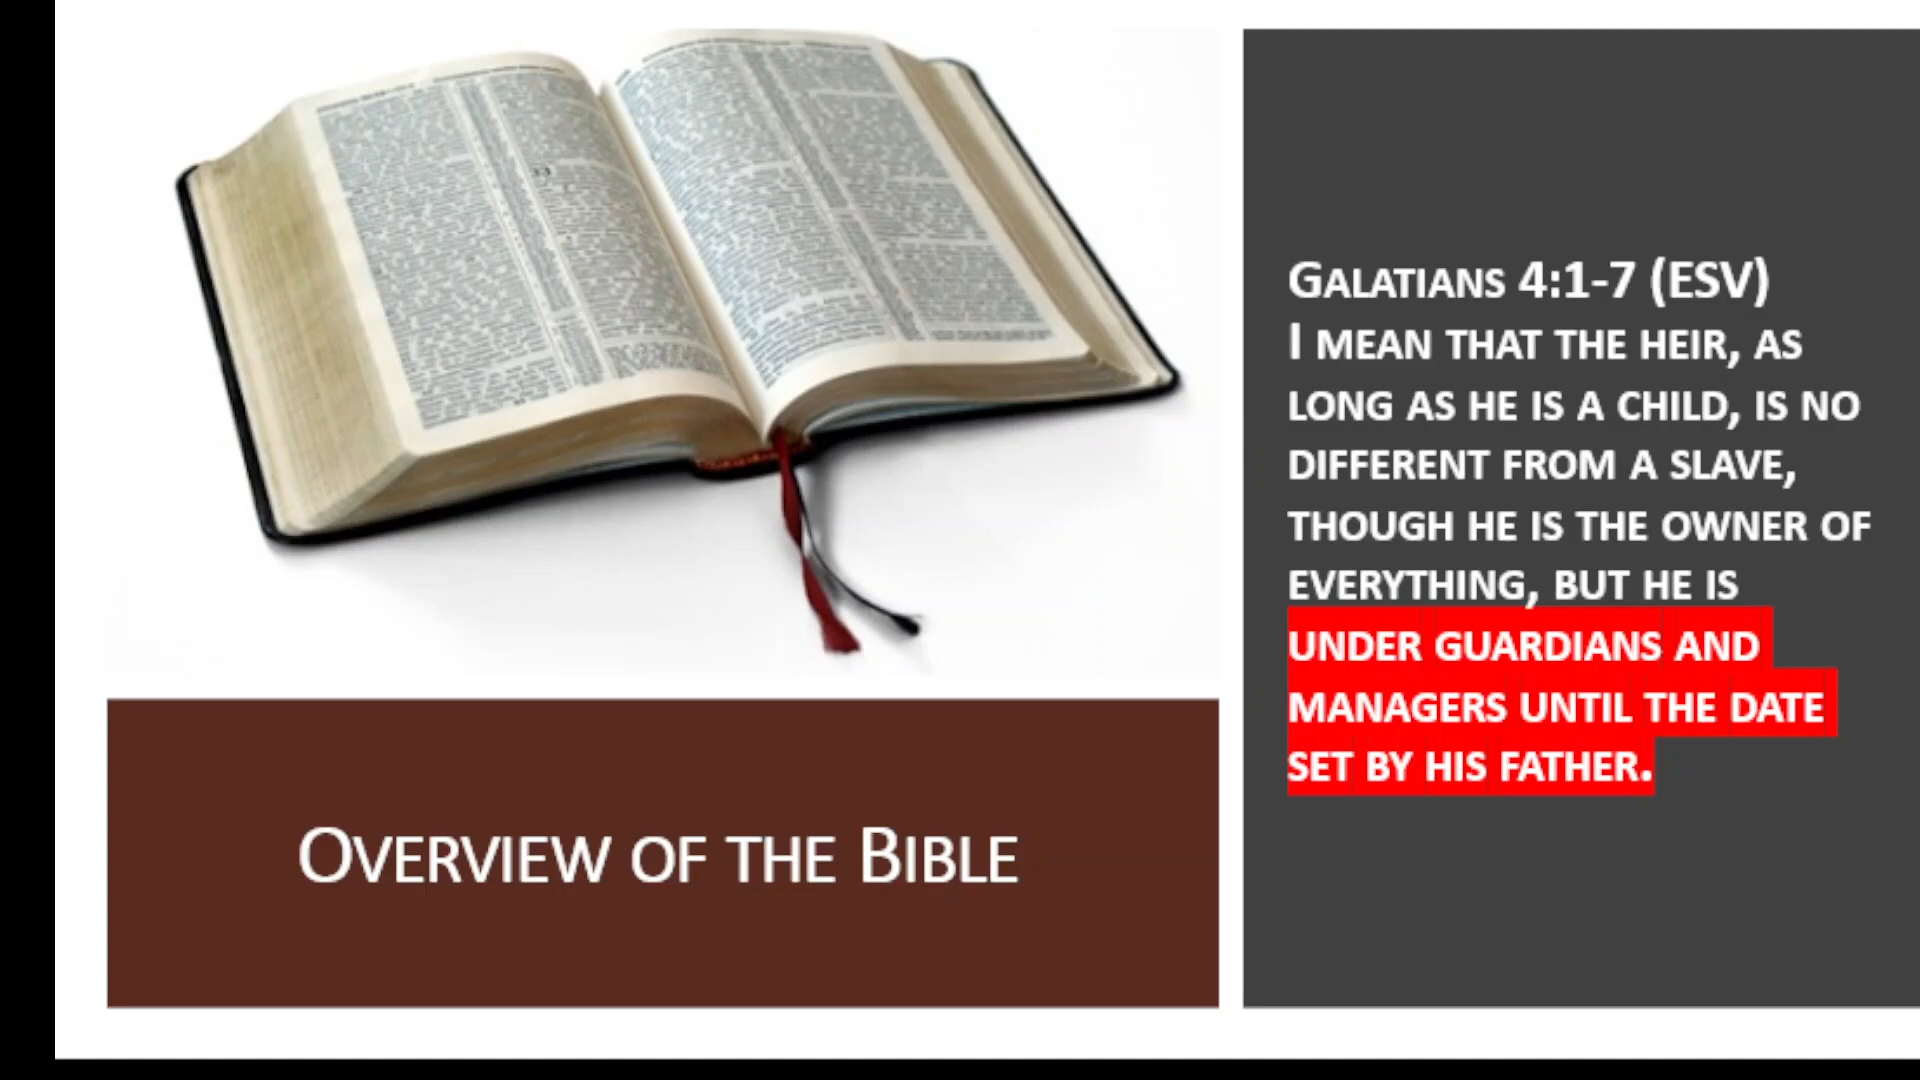 GALATIANS 4:1-7 (ESV)
I MEAN THAT THE HEIR, AS
LONG AS HE IS A CHILD, IS NO
DIFFERENT FROM A SLAVE,
THOUGH HE IS THE OWNER OF
EVERYTHING, BUT HE IS
UNDER GUARDIANS AND
MANAGERS UNTIL THE DATE
SET BY HIS FATHER.
OVERVIEW OF THE BIBLE